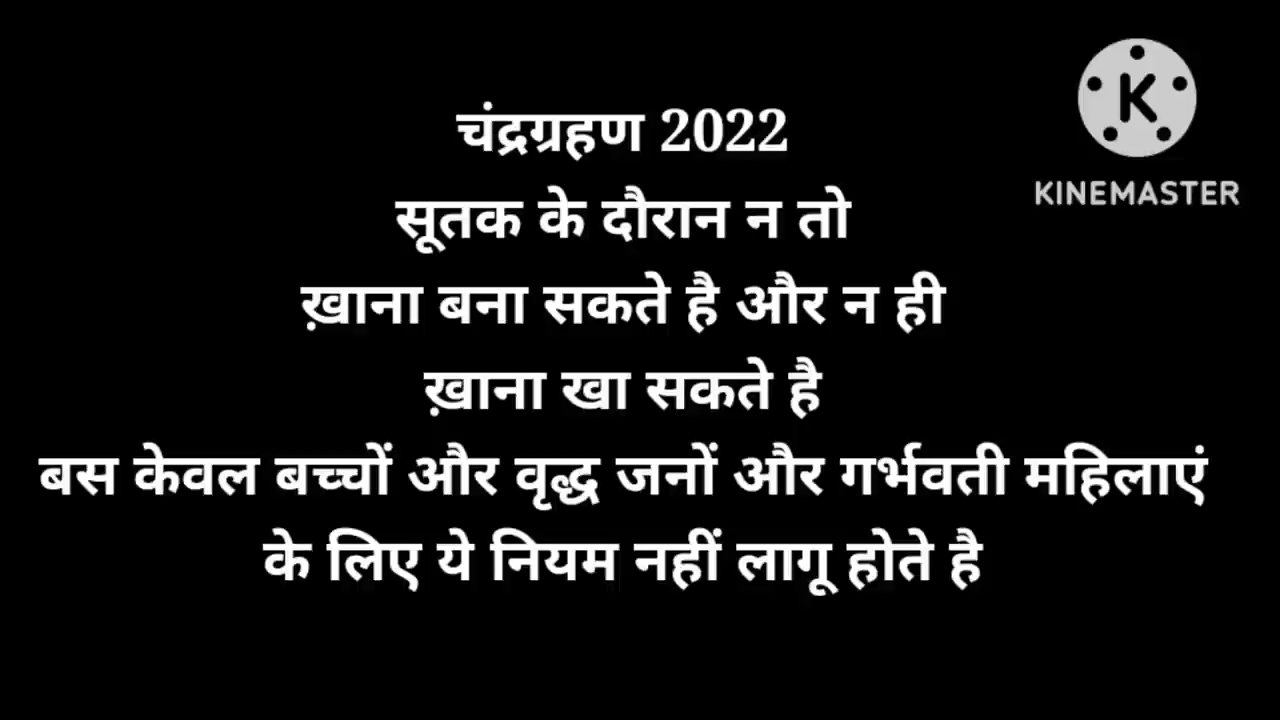 चंद्रग्रहण 2022
सूतक के दौरान न तो
ख़ाना बना सकते है और न ही
ख़ाना खा सकते है
बस केवल बच्चों और वृद्ध जनों और गर्भवती महिलाएं
के लिए ये नियम नहीं लागू होते है
K
KINEMASTER